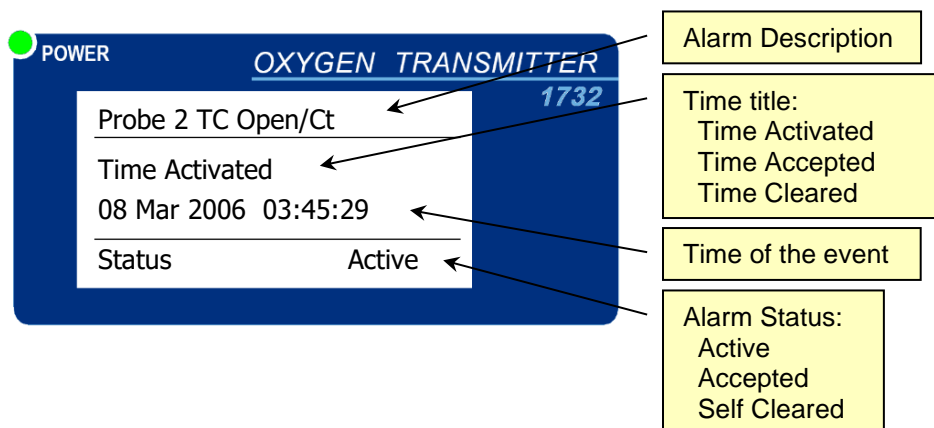 POWER
OXYGEN TRANSMITTER
1732
Probe 2 TC Open/Ct
Time Activated
08 Mar 2006 03:45:29
Status Active
Alarm Description
Time title:
Time Activated
Time Accepted
Time Cleared
Time of the event
Alarm Status:
Active
Accepted
Self Cleared